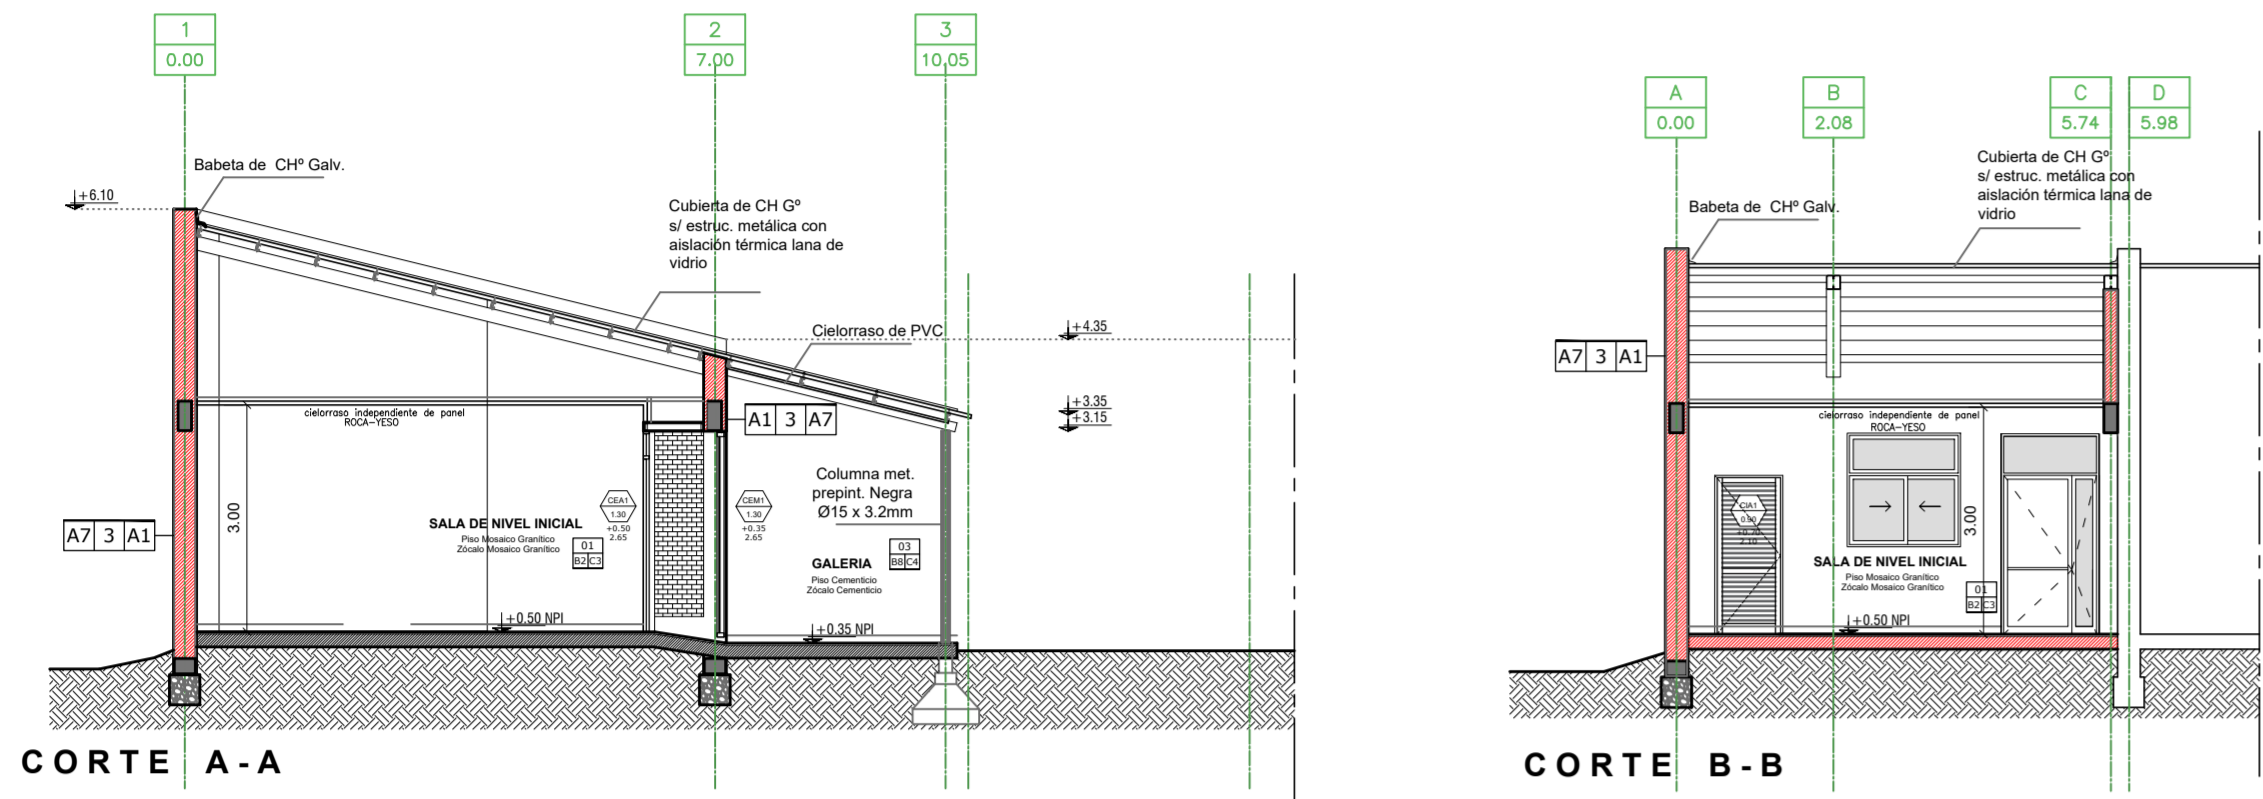 1
0.00
2
7.00
3
10.05
Babeta de CHº Galv.
+6.10
Cubierta de CH Gº
s/ estruc. metálica con
aislación térmica lana de
vidrio
Cielorraso de PVC
+4.35
+3.35
+3.15
cielorraso independiente de panel
ROCA-YESO
A1 3 A7
3.00
A7 3 A1
SALA DE NIVEL INICIAL
Piso Mosaico Granítico
Zócalo Mosaico Granítico
01
B2 C3
CEA1
1.30
+0.50
2.65
CEM1
1.30
+0.35
2.65
Columna met.
prepint. Negra
Ø15 x 3.2mm
GALERIA
Piso Cementicio
Zócalo Cementicio
03
B8 C4
+0.50 NPI
+0.35 NPI
CORTE A-A
A
0.00
B
2.08
C
5.74
D
5.98
Cubierta de CH Gº
s/ estruc. metálica con
aislación térmica lana de
vidrio
Babeta de CHº Galv.
A7 3 A1
cielorraso independiente de panel
ROCA-YESO
CIA1
0.90
2.10
3.00
SALA DE NIVEL INICIAL
Piso Mosaico Granítico
Zócalo Mosaico Granítico
01
B2 C3
+0.50 NPI
CORTE B-B